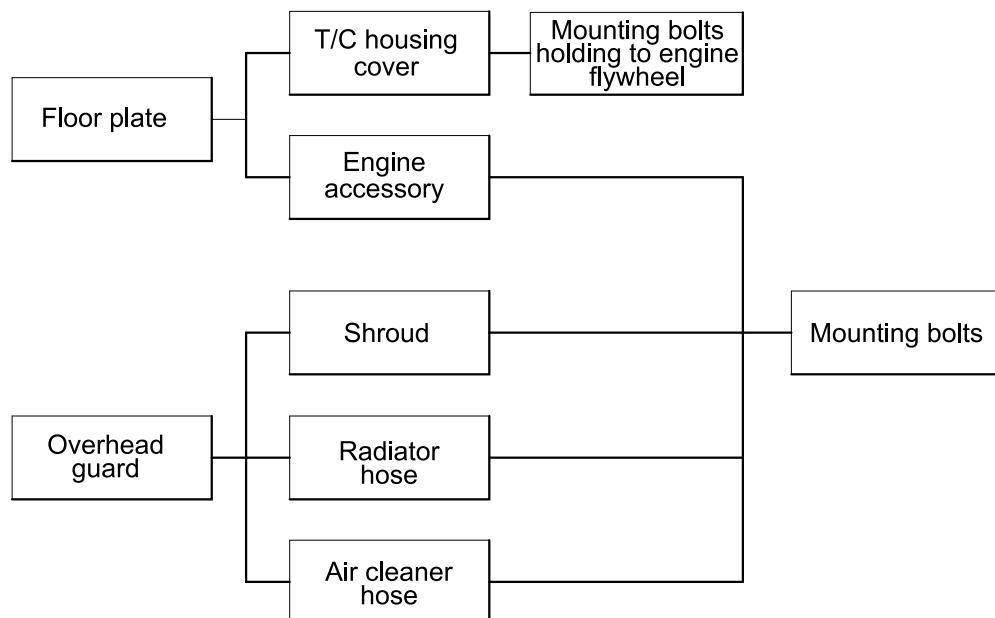 T/C housing
cover
Mounting bolts
holding to engine
flywheel
Floor plate
Engine
accessory
Shroud
Mounting bolts
Overhead
guard
Radiator
hose
Air cleaner
hose